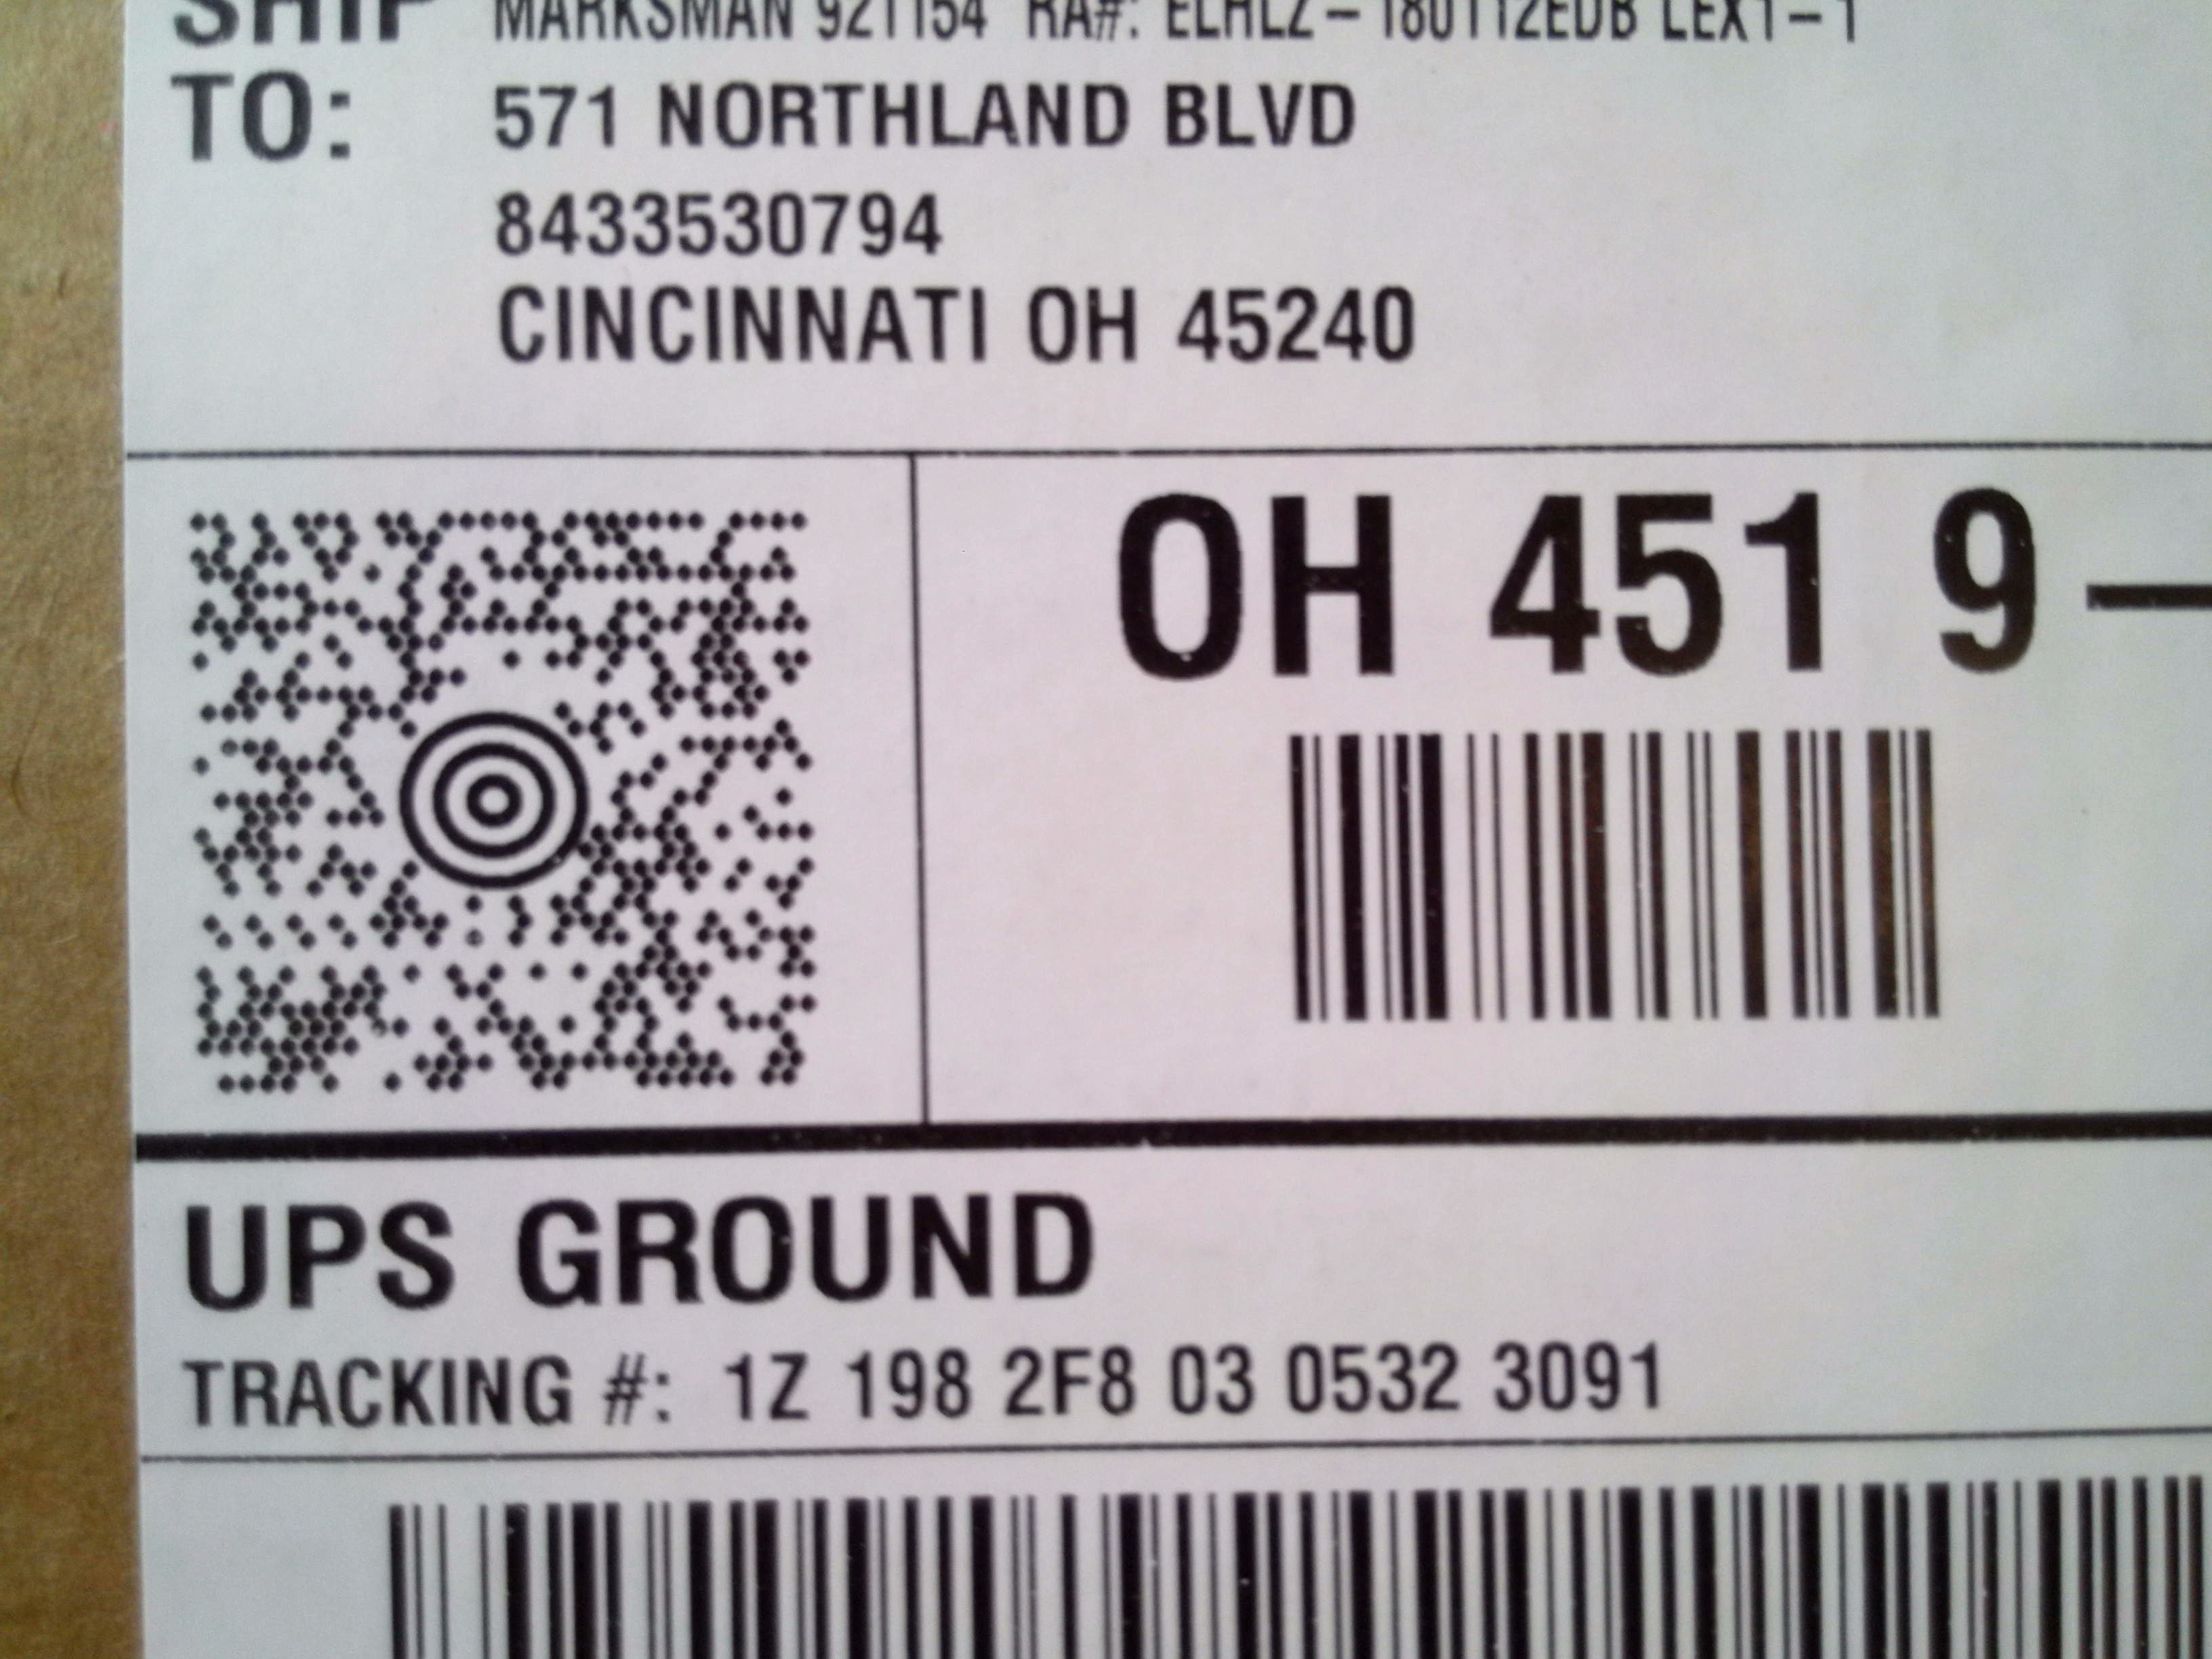 SHIP MARKSMAN 921154 RA#: ELHLZ-180112EDB LEX1-1
TO: 571 NORTHLAND BLVD
8433530794
CINCINNATI OH 45240
OH 451 9-
UPS GROUND
TRACKING #: 1Z 198 2F8 03 0532 3091